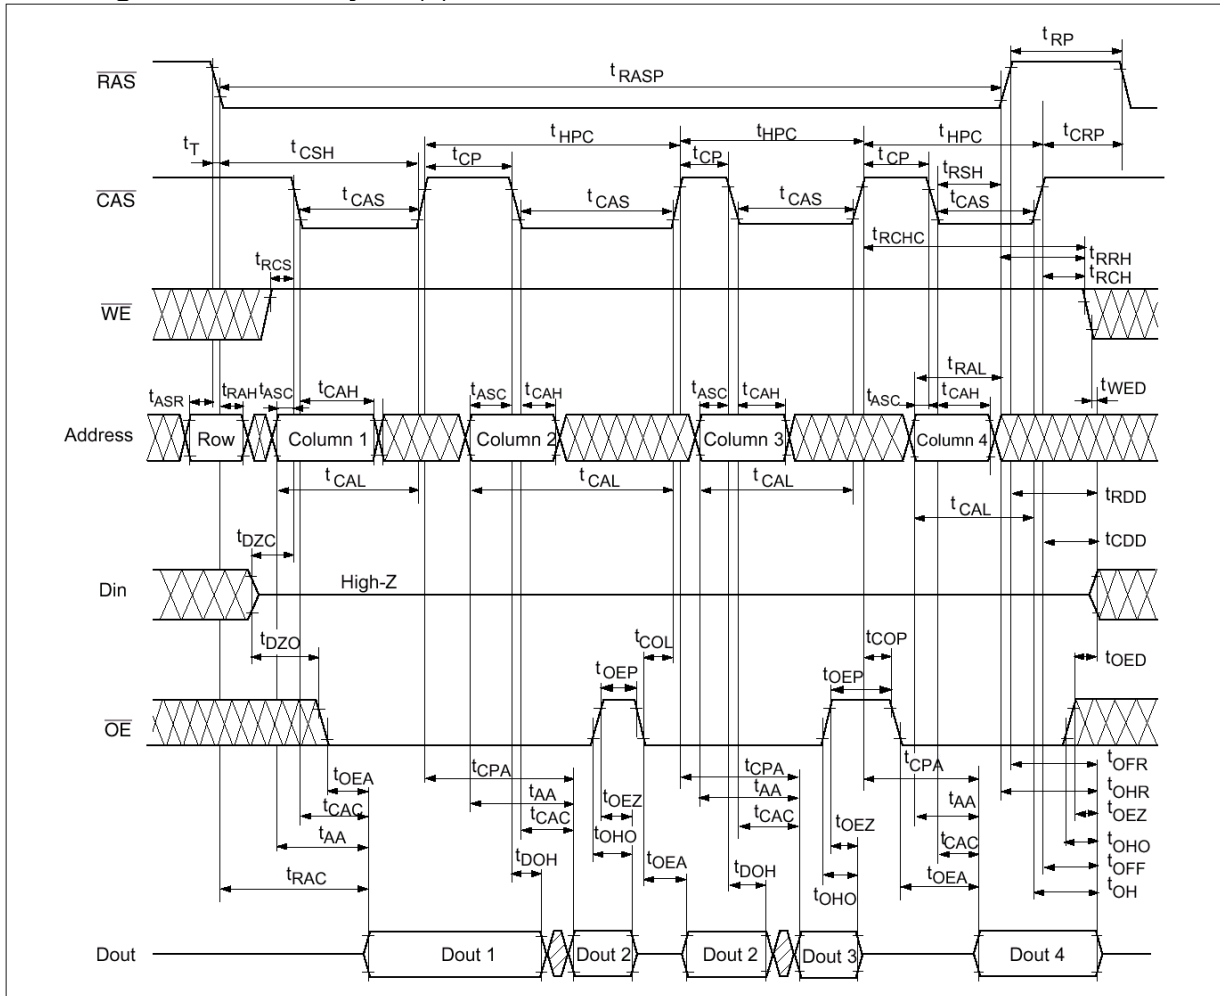 tRP
RAS
tRASP
tHPC
tHPC
tHPC
tCRP
tT
tCSH
tCP
tCP
tCP
tRSH
CAS
tCAS
tCAS
tCAS
tCAS
tRCHC
tRCS
tRRH
tRCH
WE
tRAL
tWED
tASR
tRAH
tASC
tCAH
tASC
tCAH
tASC
tCAH
tASC
tCAH
Address
Row
Column 1
Column 2
Column 3
Column 4
tCAL
tCAL
tCAL
tCAL
tRDD
tDZC
tCDD
Din
High-Z
tDZO
tCOL
tCOP
tOED
tOEP
tOEP
OE
tOEA
tCPA
tCPA
tCPA
tOFR
tCAC
tAA
tOEZ
tAA
tAA
tOHR
tAA
tCAC
tOHO
tCAC
tOEZ
tCAC
tOEZ
tOHO
tRAC
tDOH
tOEA
tDOH
tOHO
tOEA
tOFF
tOH
Dout
Dout 1
Dout 2
Dout 2
Dout 3
Dout 4